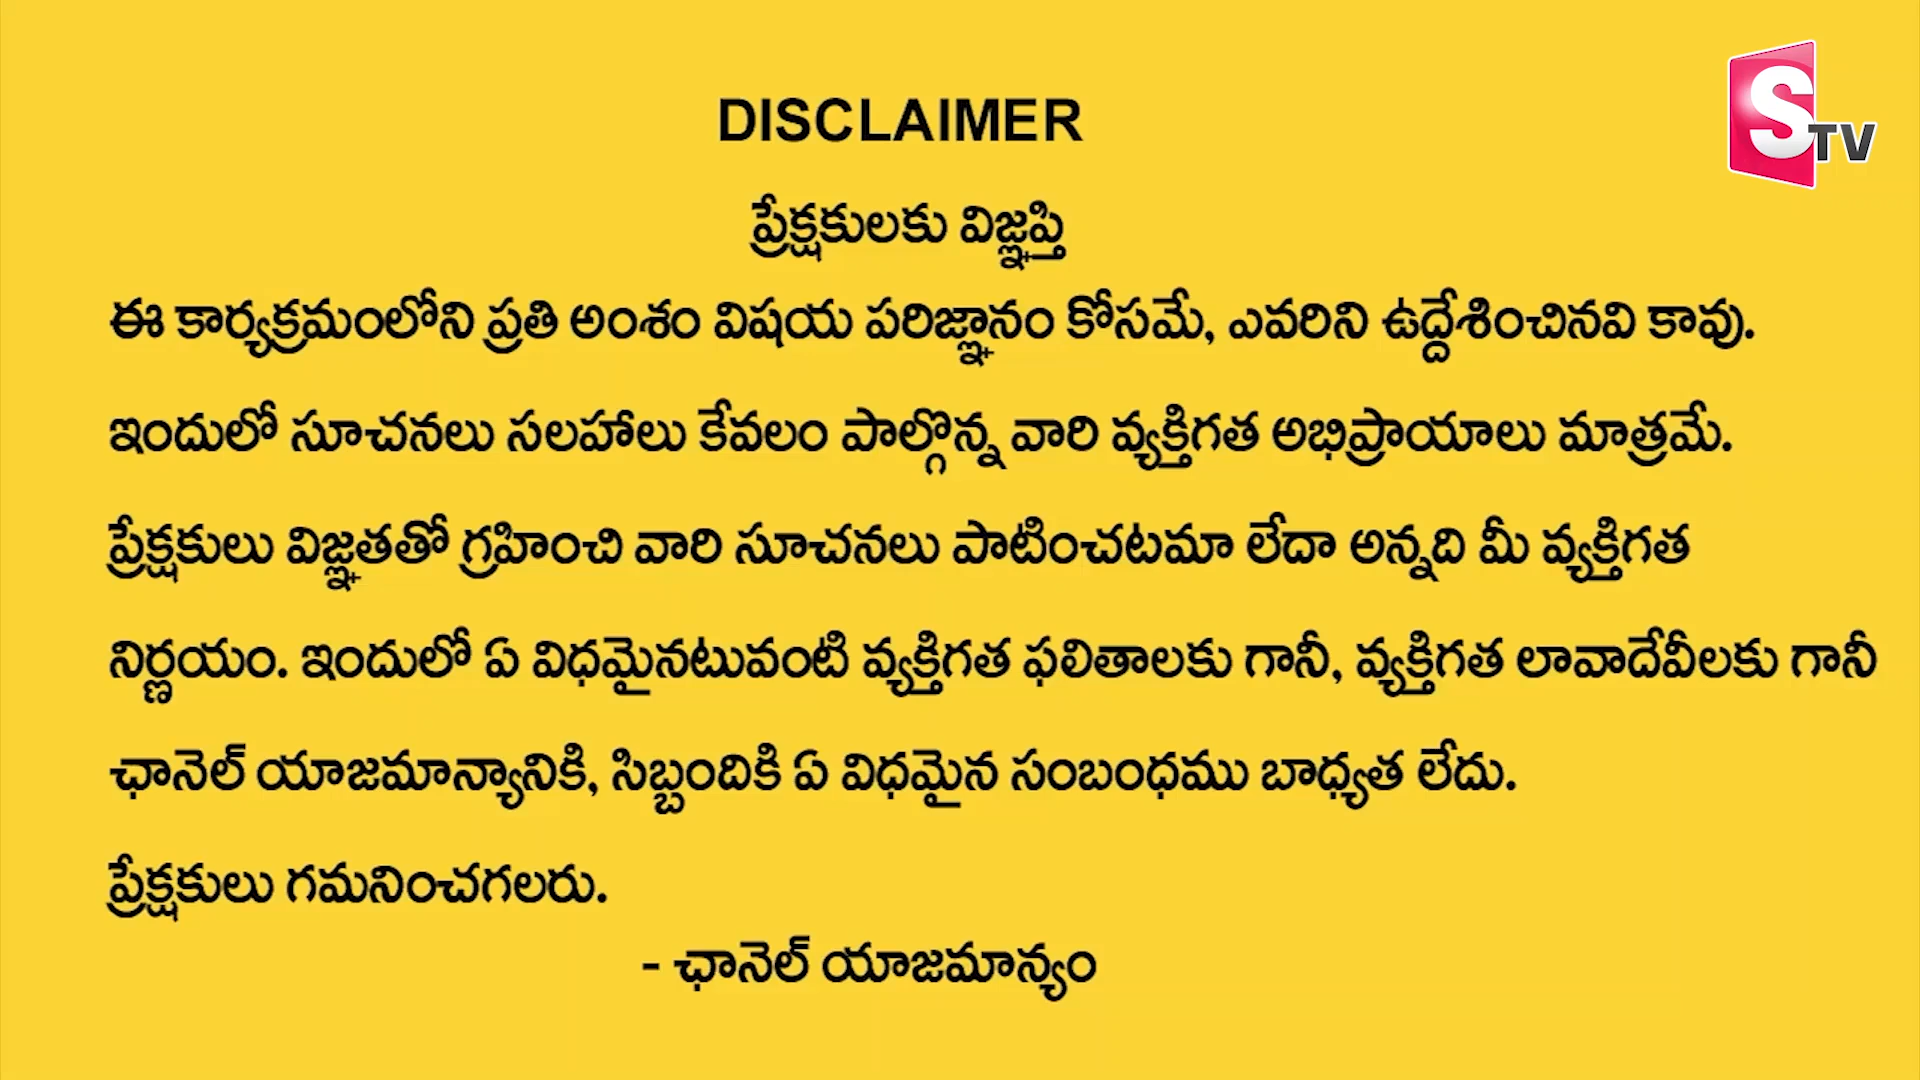 STV
DISCLAIMER
ప్రేక్షకులకు విజ్ఞప్తి
ఈ కార్యక్రమంలోని ప్రతి అంశం విషయ పరిజ్ఞానం కోసమే, ఎవరిని ఉద్దేశించినవి కావు.
ఇందులో సూచనలు సలహాలు కేవలం పాల్గొన్న వారి వ్యక్తిగత అభిప్రాయాలు మాత్రమే.
ప్రేక్షకులు విజ్ఞతతో గ్రహించి వారి సూచనలు పాటించటమా లేదా అన్నది మీ వ్యక్తిగత
నిర్ణయం. ఇందులో ఏ విధమైనటువంటి వ్యక్తిగత ఫలితాలకు గానీ, వ్యక్తిగత లావాదేవీలకు గానీ
ఛానెల్ యాజమాన్యానికి, సిబ్బందికి ఏ విధమైన సంబంధము బాధ్యత లేదు.
ప్రేక్షకులు గమనించగలరు.
- ఛానెల్ యాజమాన్యం